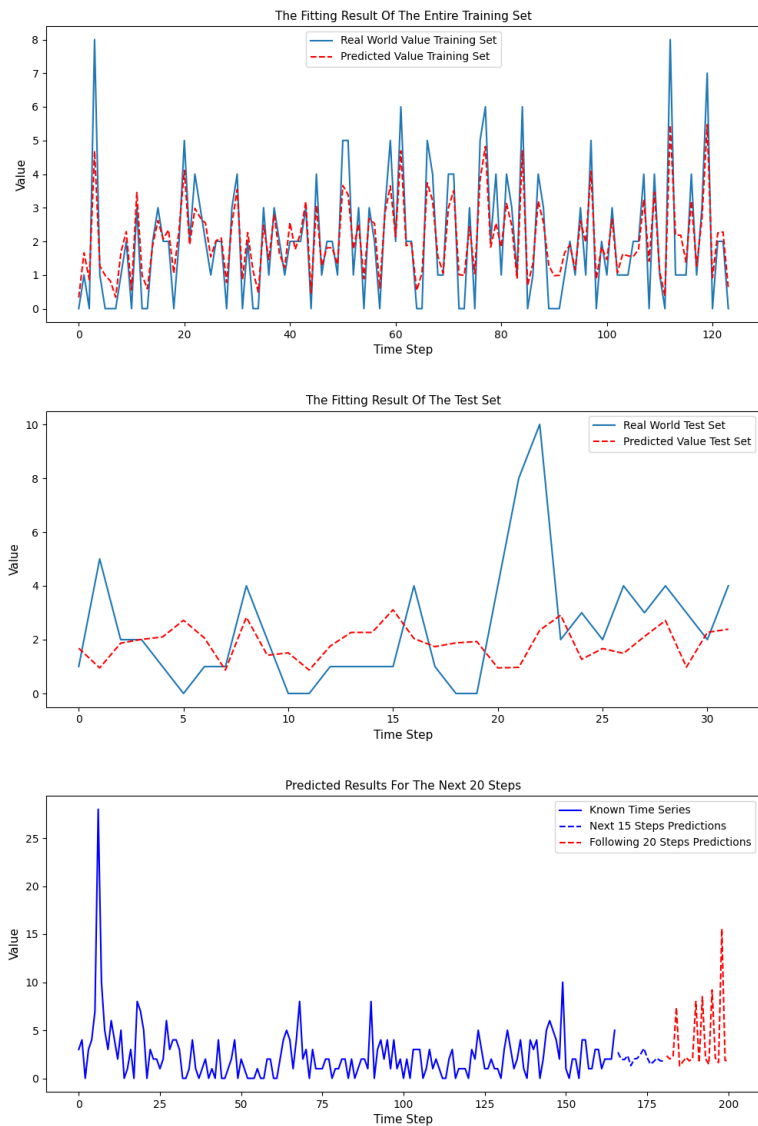 The Fitting Result Of The Entire Training Set
Real World Value Training Set
Predicted Value Training Set
8
7
6
5
4
3
2
1
0
Value
0 20 40 60 80 100 120
Time Step
The Fitting Result Of The Test Set
Real World Test Set
Predicted Value Test Set
10
8
6
4
2
0
Value
0 5 10 15 20 25 30
Time Step
Predicted Results For The Next 20 Steps
Known Time Series
Next 15 Steps Predictions
Following 20 Steps Predictions
25
20
15
10
5
0
Value
0 25 50 75 100 125 150 175 200
Time Step